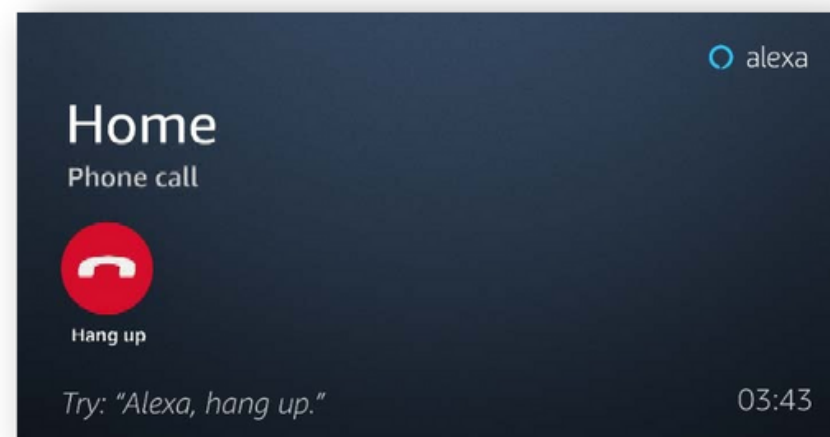 alexa
Home
Phone call
Hang up
Try: “Alexa, hang up.”
03:43